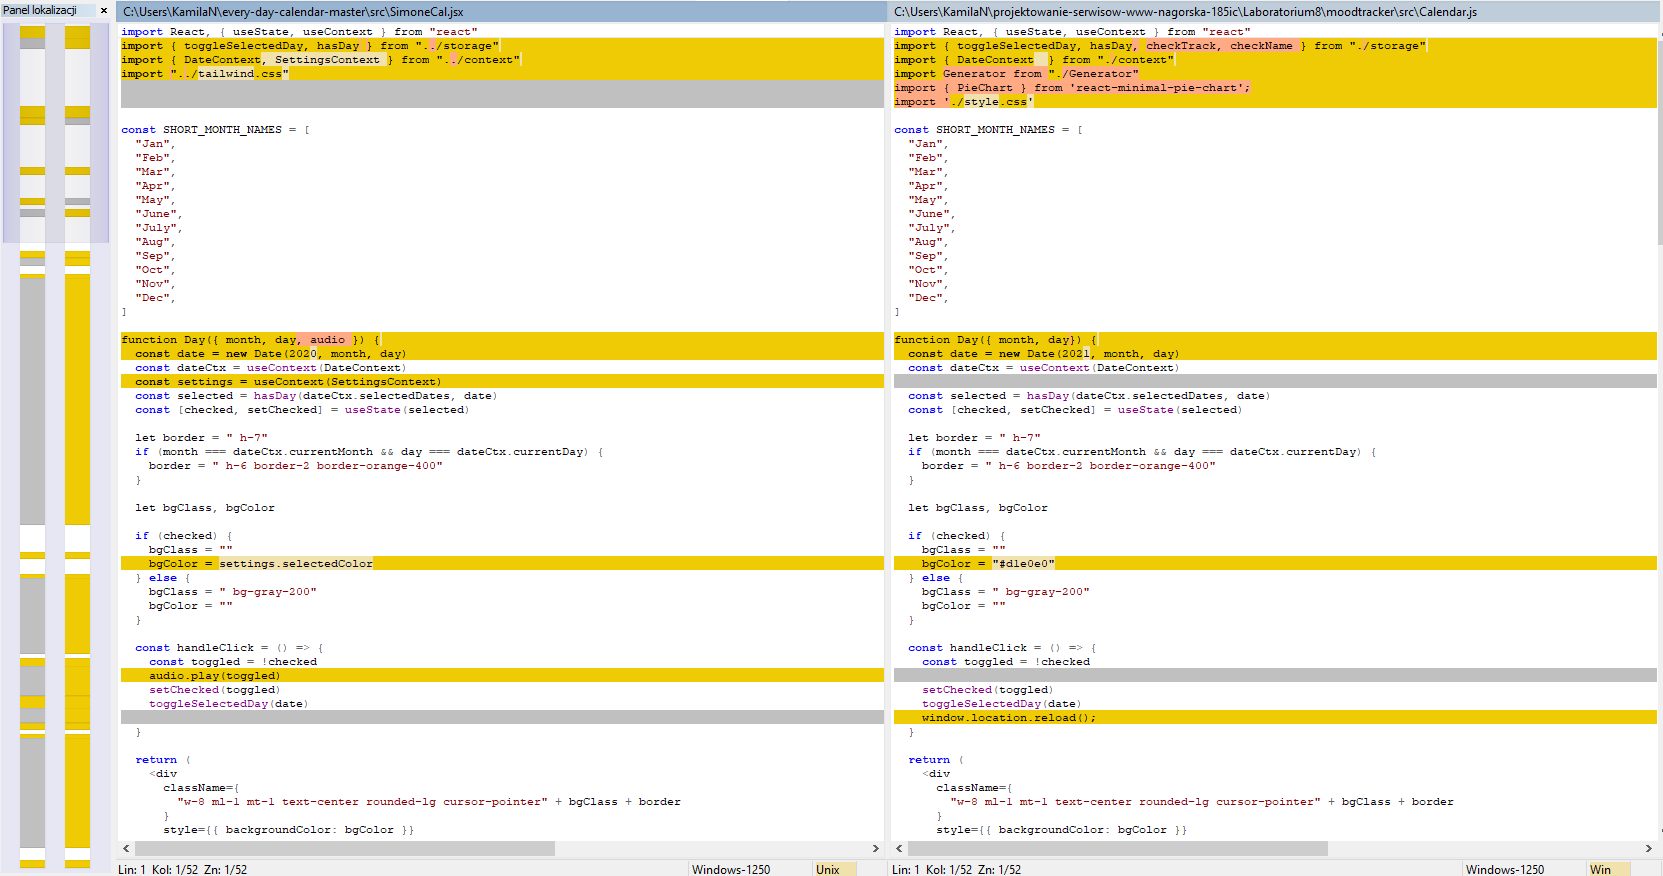 Panel lokalizacji
C:\Users\KamilaN\every-day-calendar-master\src\SimoneCal.jsx
import React, { useState, useContext } from "react"
import { toggleSelectedDay, hasDay } from "../storage"
import { DateContext, SettingsContext } from "../context"
import "../tailwind.css"
const SHORT_MONTH_NAMES = [
"Jan",
"Feb",
"Mar",
"Apr",
"May",
"June",
"July",
"Aug",
"Sep",
"Oct",
"Nov",
"Dec",
]
function Day({ month, day, audio }) {
const date = new Date(2020, month, day)
const dateCtx = useContext(DateContext)
const settings = useContext(SettingsContext)
const selected = hasDay(dateCtx.selectedDates, date)
const [checked, setChecked] = useState(selected)
let border = " h-7"
if (month === dateCtx.currentMonth && day === dateCtx.currentDay) {
border = " h-6 border-2 border-orange-400"
}
let bgClass, bgColor
if (checked) {
bgClass = ""
bgColor = settings.selectedColor
} else {
bgClass = " bg-gray-200"
bgColor = ""
}
const handleClick = () => {
const toggled = !checked
audio.play(toggled)
setChecked(toggled)
toggleSelectedDay(date)
}
return (
<div
className={
"w-8 ml-1 mt-1 text-center rounded-lg cursor-pointer" + bgClass + border
}
style={{ backgroundColor: bgColor }}
Lin: 1 Kol: 1/52 Zn: 1/52
Windows-1250
Unix
C:\Users\KamilaN\projektowanie-serwisow-www-nagorska-185ic\Laboratorium8\moodtracker\src\Calendar.js
import React, { useState, useContext } from "react"
import { toggleSelectedDay, hasDay, checkTrack, checkName } from "./storage"
import { DateContext } from "./context"
import Generator from "./Generator"
import { PieChart } from 'react-minimal-pie-chart';
import './style.css'
const SHORT_MONTH_NAMES = [
"Jan",
"Feb",
"Mar",
"Apr",
"May",
"June",
"July",
"Aug",
"Sep",
"Oct",
"Nov",
"Dec",
]
function Day({ month, day}) {
const date = new Date(2021, month, day)
const dateCtx = useContext(DateContext)
const selected = hasDay(dateCtx.selectedDates, date)
const [checked, setChecked] = useState(selected)
let border = " h-7"
if (month === dateCtx.currentMonth && day === dateCtx.currentDay) {
border = " h-6 border-2 border-orange-400"
}
let bgClass, bgColor
if (checked) {
bgClass = ""
bgColor = "#d1e0e0"
} else {
bgClass = " bg-gray-200"
bgColor = ""
}
const handleClick = () => {
const toggled = !checked
setChecked(toggled)
toggleSelectedDay(date)
window.location.reload();
}
return (
<div
className={
"w-8 ml-1 mt-1 text-center rounded-lg cursor-pointer" + bgClass + border
}
style={{ backgroundColor: bgColor }}
Lin: 1 Kol: 1/52 Zn: 1/52
Windows-1250
Win